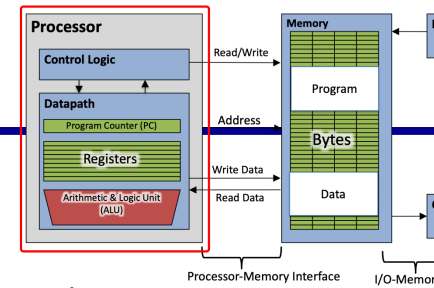 Processor
Control Logic
Datapath
Program Counter (PC)
Registers
Arithmetic & Logic Unit
(ALU)
Read/Write
Address
Write Data
Read Data
Memory
Program
Bytes
Data
Processor-Memory Interface